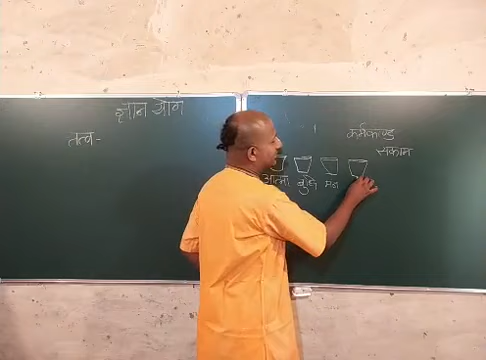 ज्ञान योग
तत्व -
कर्मकाण्ड
सकाम
आत्मा बुद्धि मन